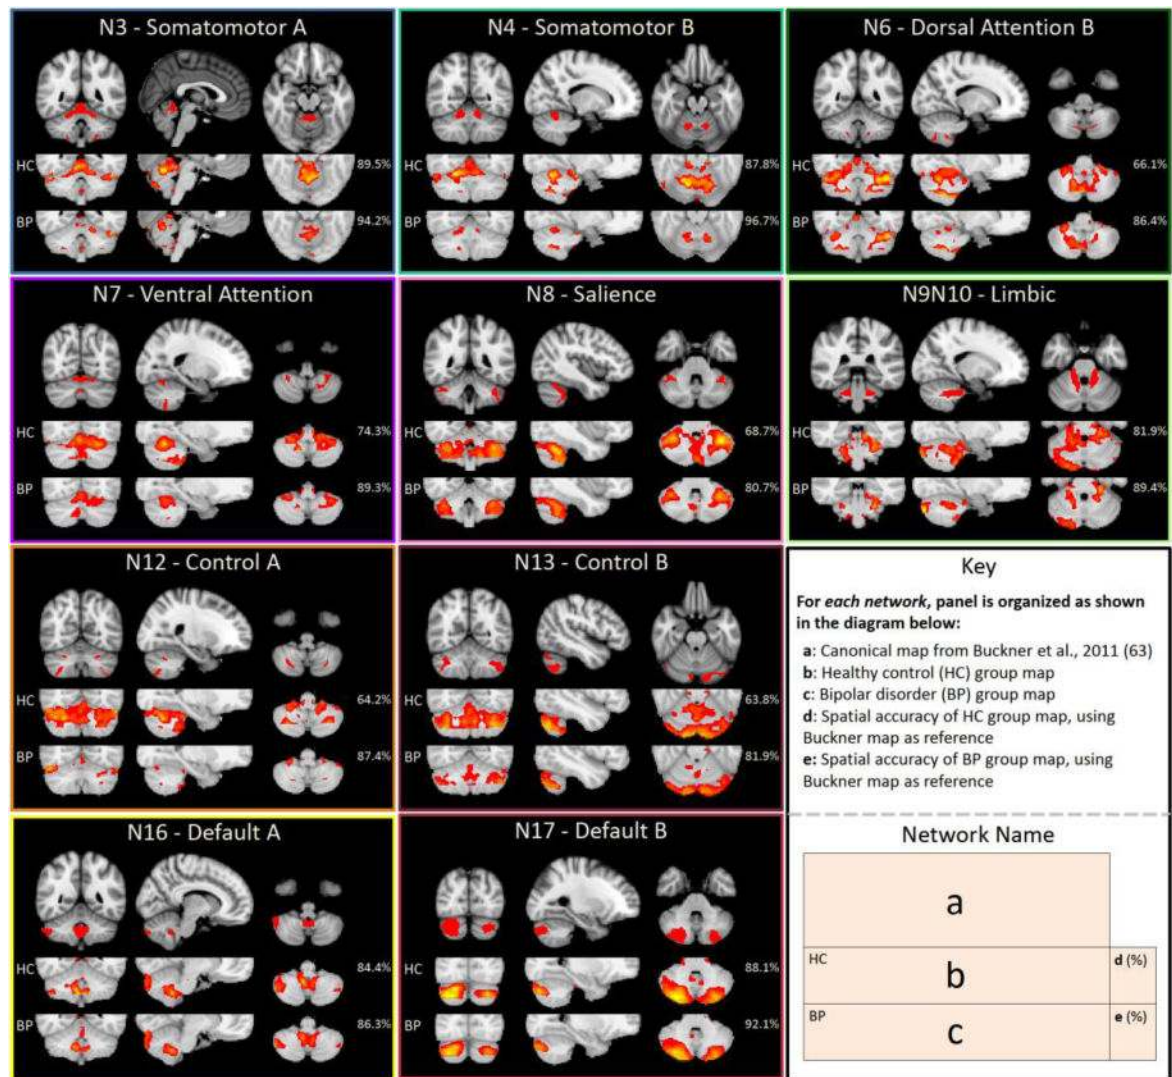 N3 - Somatomotor A
HC
89.5%
BP
94.2%
N4 - Somatomotor B
HC
87.8%
BP
96.7%
N6 - Dorsal Attention B
HC
66.1%
BP
86.4%
N7 - Ventral Attention
HC
74.3%
BP
89.3%
N8 - Salience
HC
68.7%
BP
80.7%
N9N10 - Limbic
HC
81.9%
BP
89.4%
N12 - Control A
HC
64.2%
BP
87.4%
N13 - Control B
HC
63.8%
BP
81.9%
Key
For each network, panel is organized as shown
in the diagram below:
a: Canonical map from Buckner et al., 2011 (63)
b: Healthy control (HC) group map
c: Bipolar disorder (BP) group map
d: Spatial accuracy of HC group map, using
Buckner map as reference
e: Spatial accuracy of BP group map, using
Buckner map as reference
N16 - Default A
HC
84.4%
BP
86.3%
N17 - Default B
HC
88.1%
BP
92.1%
Network Name
a
HC
b
d (%)
BP
c
e (%)